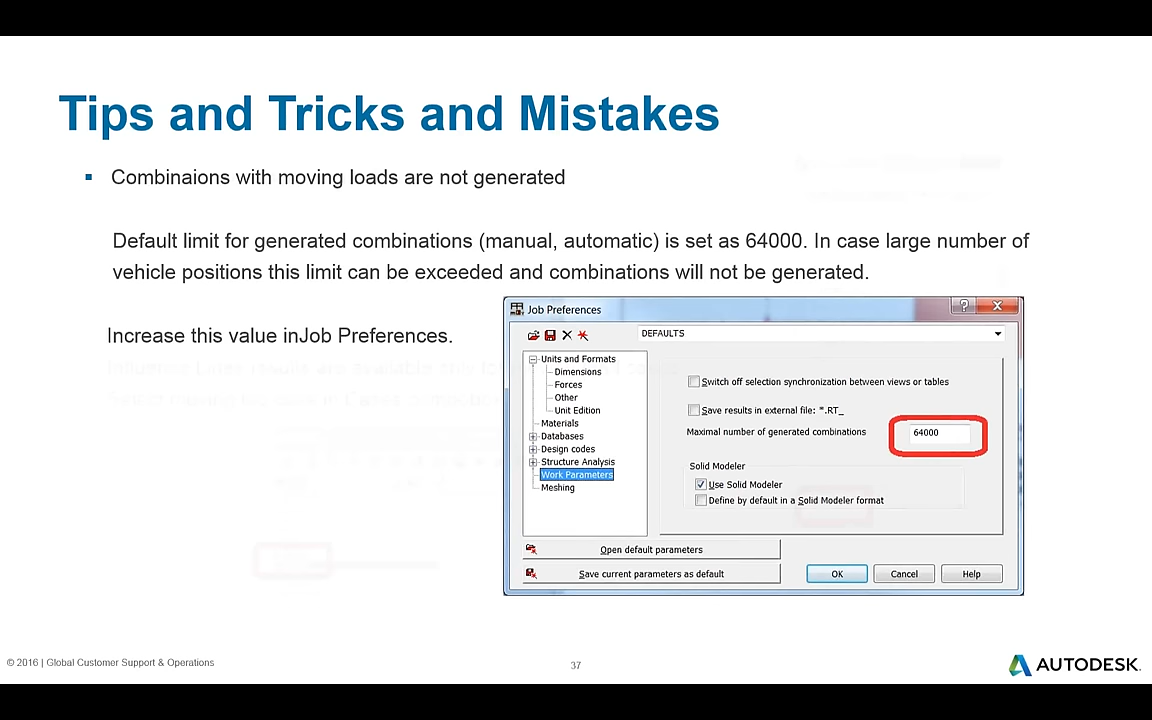 Tips and Tricks and Mistakes
Combinaions with moving loads are not generated
Default limit for generated combinations (manual, automatic) is set as 64000. In case large number of
vehicle positions this limit can be exceeded and combinations will not be generated.
Increase this value inJob Preferences.
Job Preferences
DEFAULTS
Units and Formats
Dimensions
Forces
Other
Unit Edition
Materials
Databases
Design codes
Structure Analysis
Work Parameters
Meshing
Switch off selection synchronization between views or tables
Save results in external file: *.RT_
Maximal number of generated combinations
64000
Solid Modeler
Use Solid Modeler
Define by default in a Solid Modeler format
Open default parameters
Save current parameters as default
OK
Cancel
Help
© 2016 | Global Customer Support & Operations
37
AUTODESK.